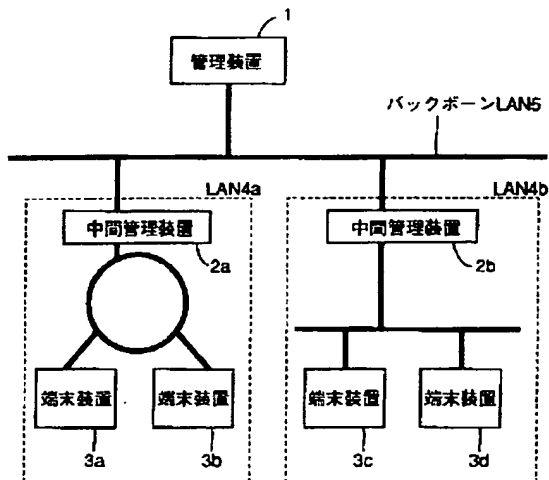 1
管理装置
バックボーンLAN5
LAN4a
LAN4b
中間管理装置
中間管理装置
2a
2b
端末装置
端末装置
端末装置
端末装置
3a
3b
3c
3d